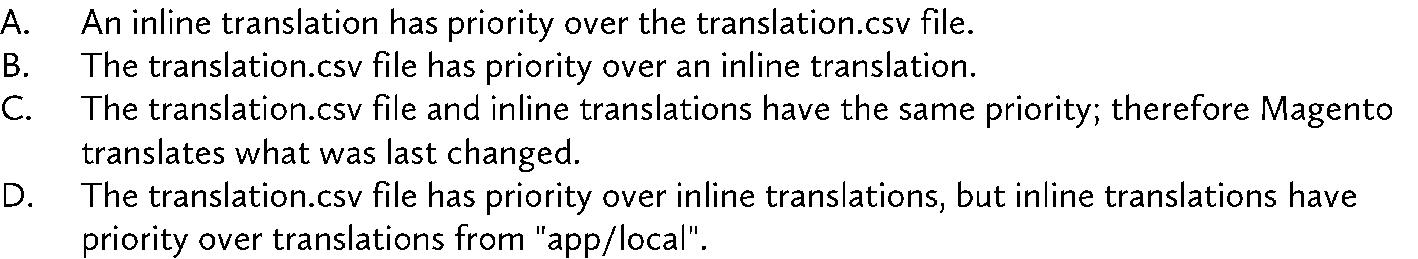 A. An inline translation has priority over the translation.csv file.
B. The translation.csv file has priority over an inline translation.
C. The translation.csv file and inline translations have the same priority; therefore Magento
translates what was last changed.
D. The translation.csv file has priority over inline translations, but inline translations have
priority over translations from "app/local".